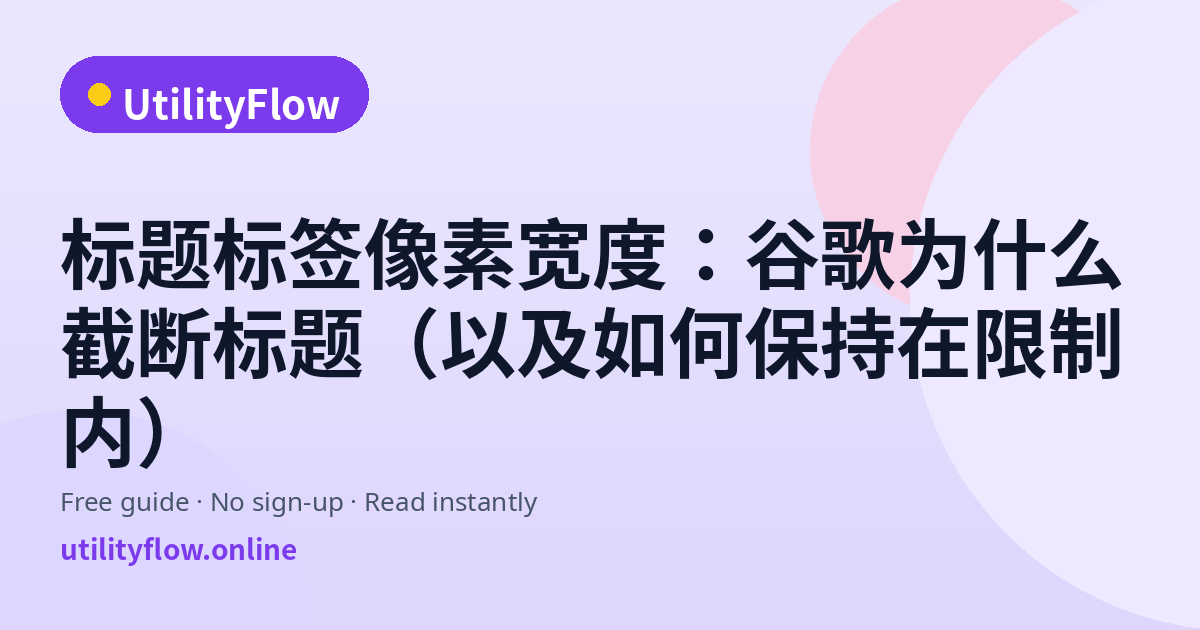 UtilityFlow
标题标签像素宽度：谷歌为什么
截断标题（以及如何保持在限制
内）
Free guide · No sign-up · Read instantly
utilityflow.online